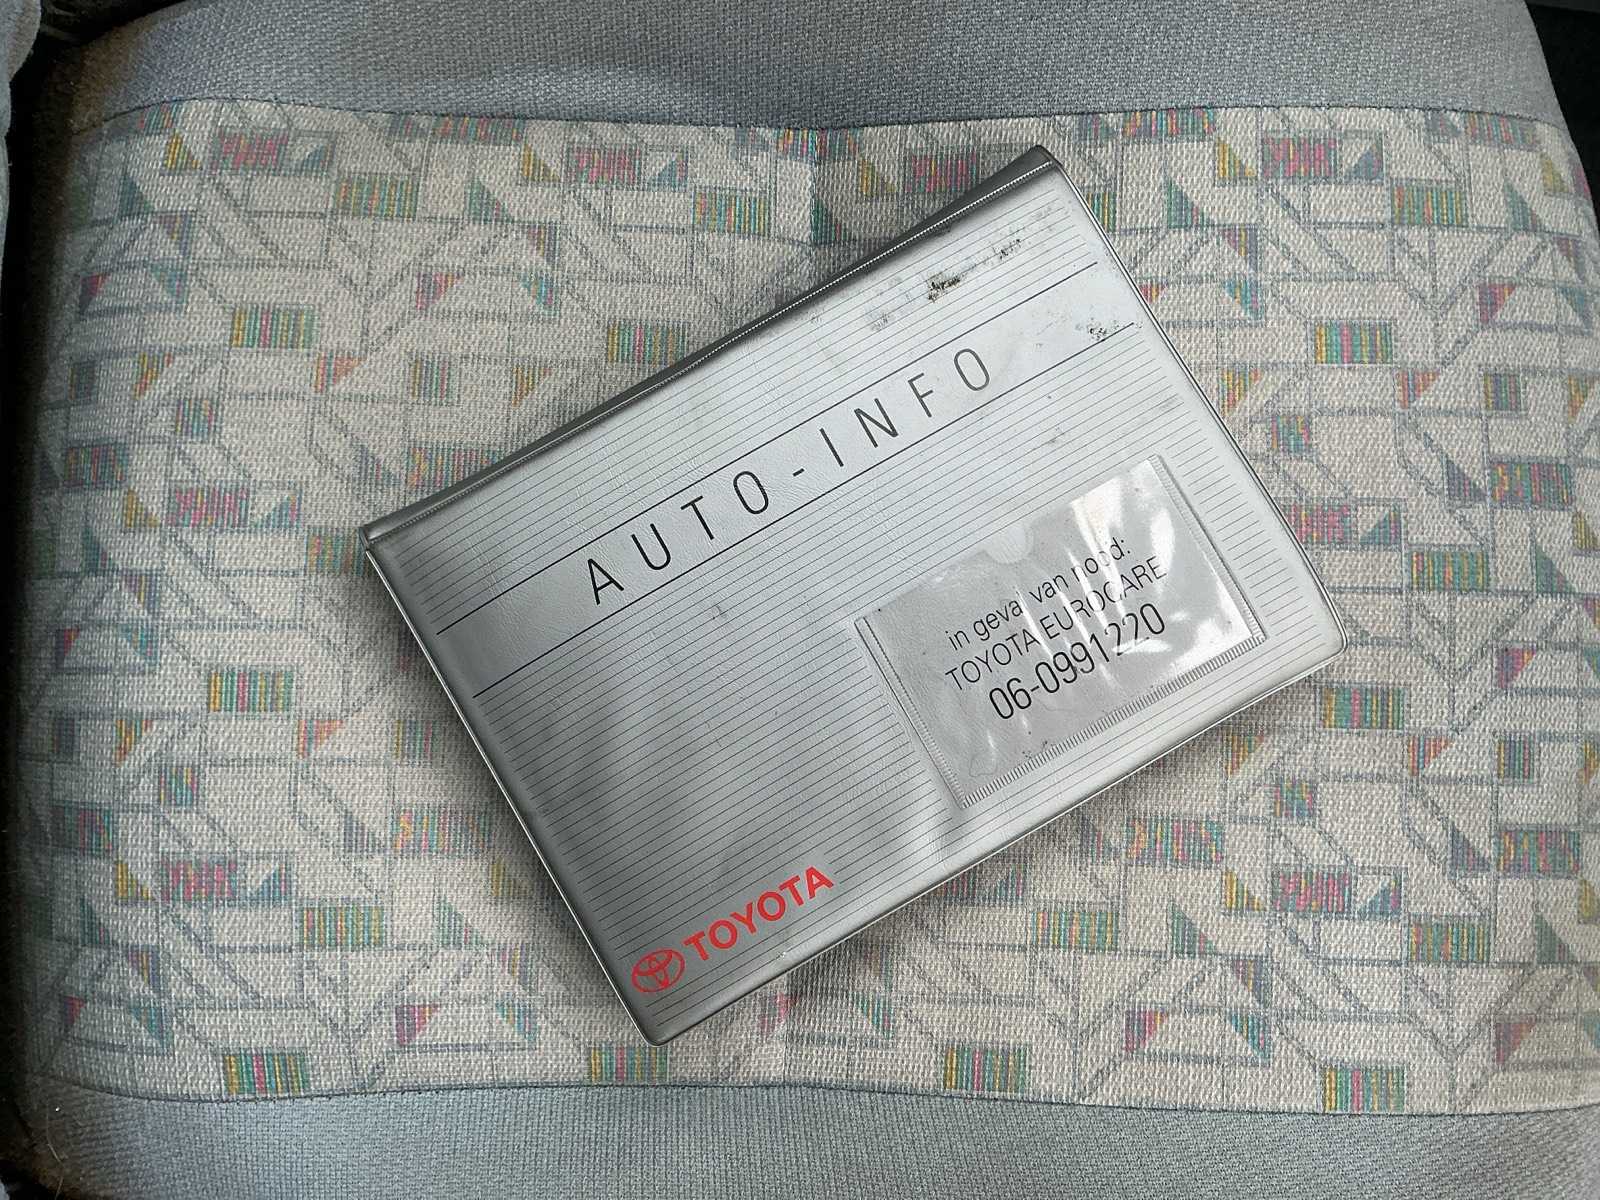 AUTO-INFO
in geval van nood:
TOYOTA EUROCARE
06-0991220
TOYOTA